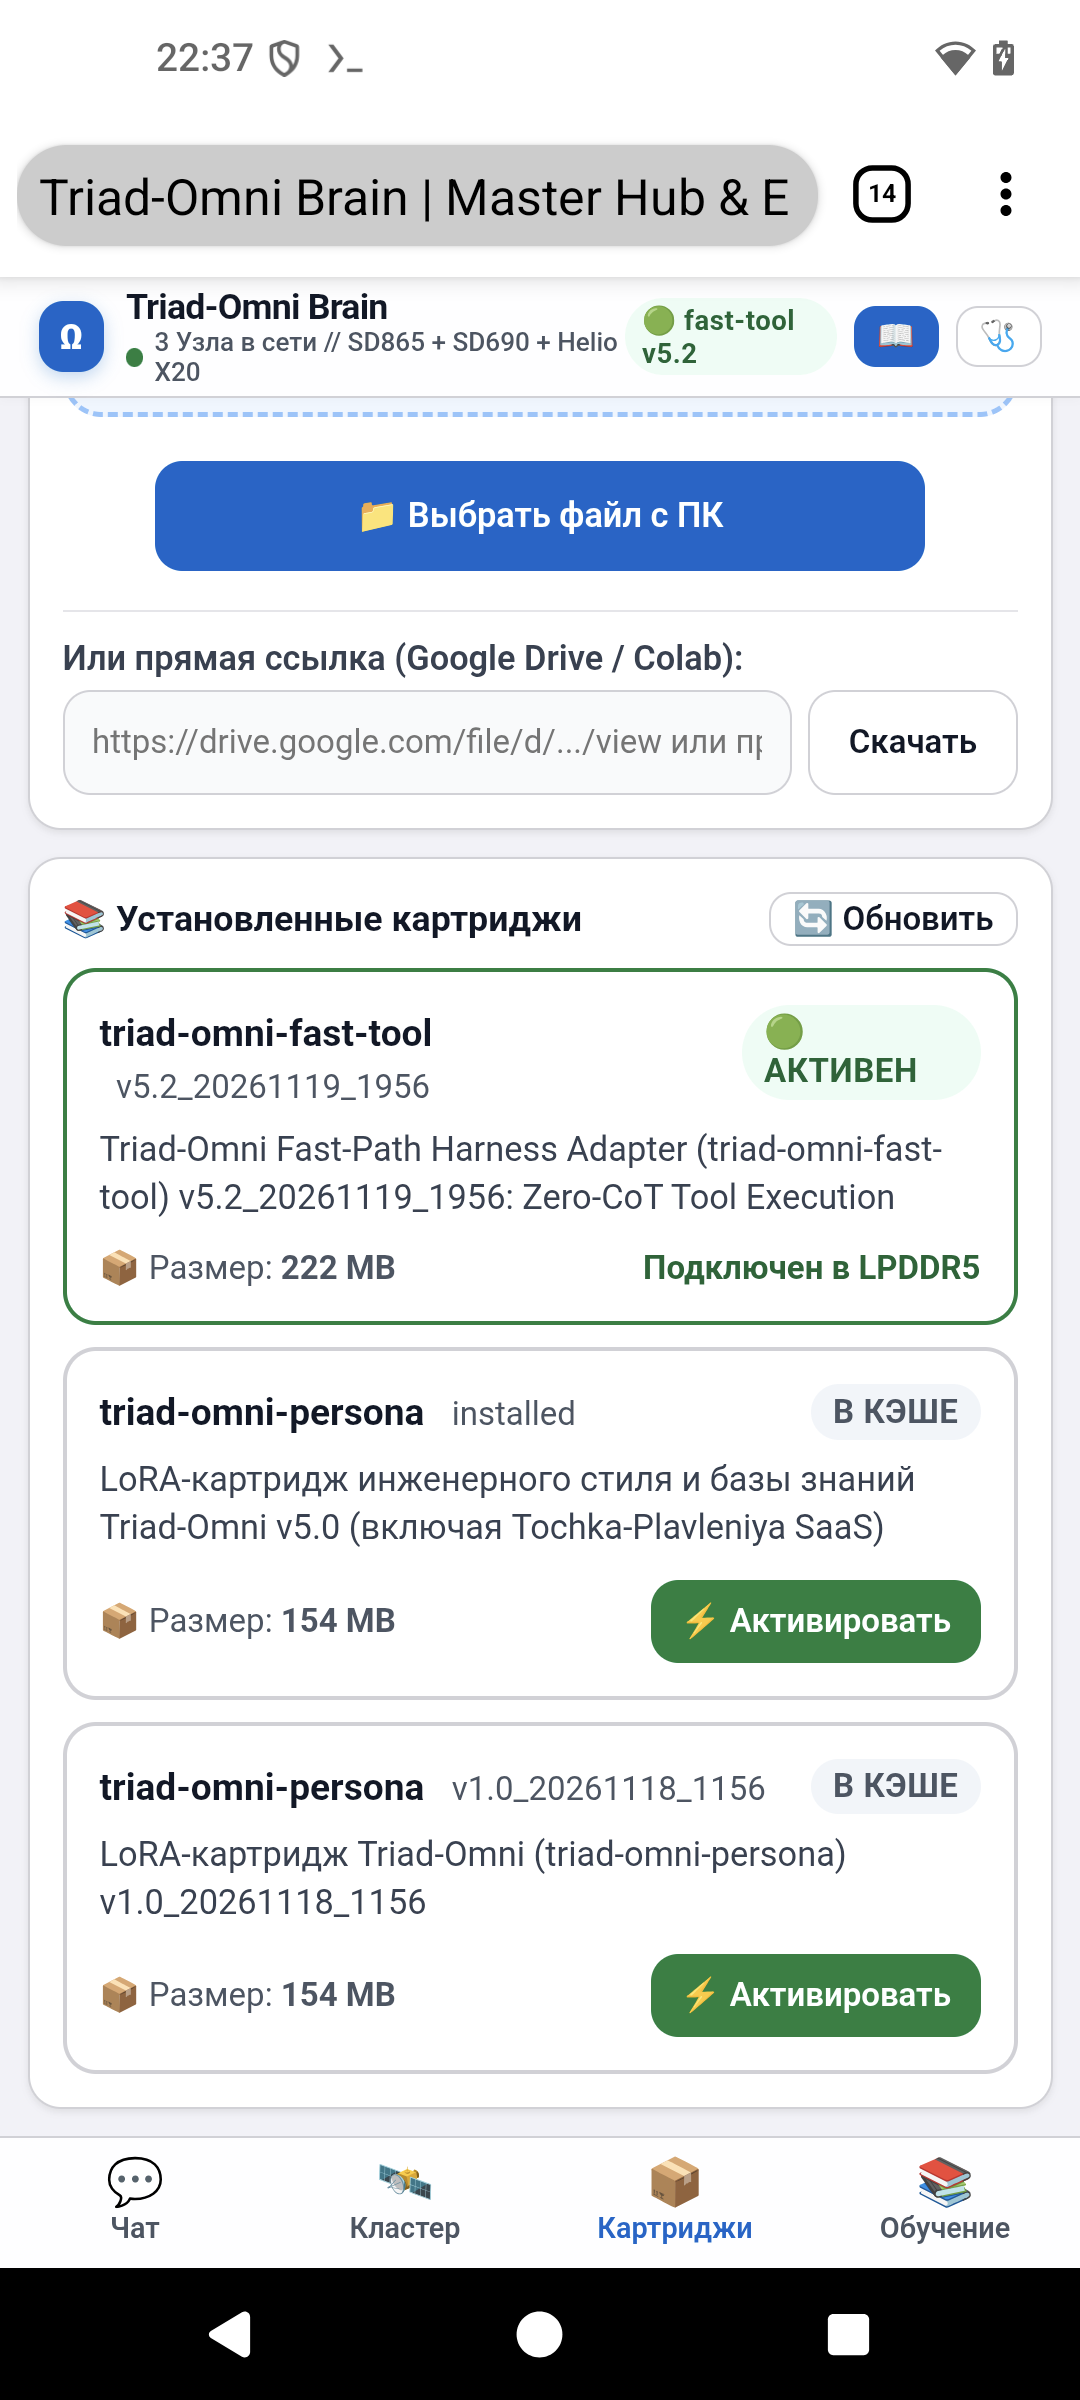 22:37
Triad-Omni Brain | Master Hub & E
14
Ω
Triad-Omni Brain
3 Узла в сети // SD865 + SD690 + Helio
X20
fast-tool
v5.2
Выбрать файл с ПК
Или прямая ссылка (Google Drive / Colab):
https://drive.google.com/file/d/.../view или пр
Скачать
Установленные картриджи
Обновить
triad-omni-fast-tool
v5.2_20261119_1956
АКТИВЕН
Triad-Omni Fast-Path Harness Adapter (triad-omni-fast-
tool) v5.2_20261119_1956: Zero-CoT Tool Execution
Размер: 222 MB
Подключен в LPDDR5
triad-omni-persona installed
В КЭШЕ
LoRA-картридж инженерного стиля и базы знаний
Triad-Omni v5.0 (включая Tochka-Plavleniya SaaS)
Размер: 154 MB
Активировать
triad-omni-persona v1.0_20261118_1156
В КЭШЕ
LoRA-картридж Triad-Omni (triad-omni-persona)
v1.0_20261118_1156
Размер: 154 MB
Активировать
Чат
Кластер
Картриджи
Обучение